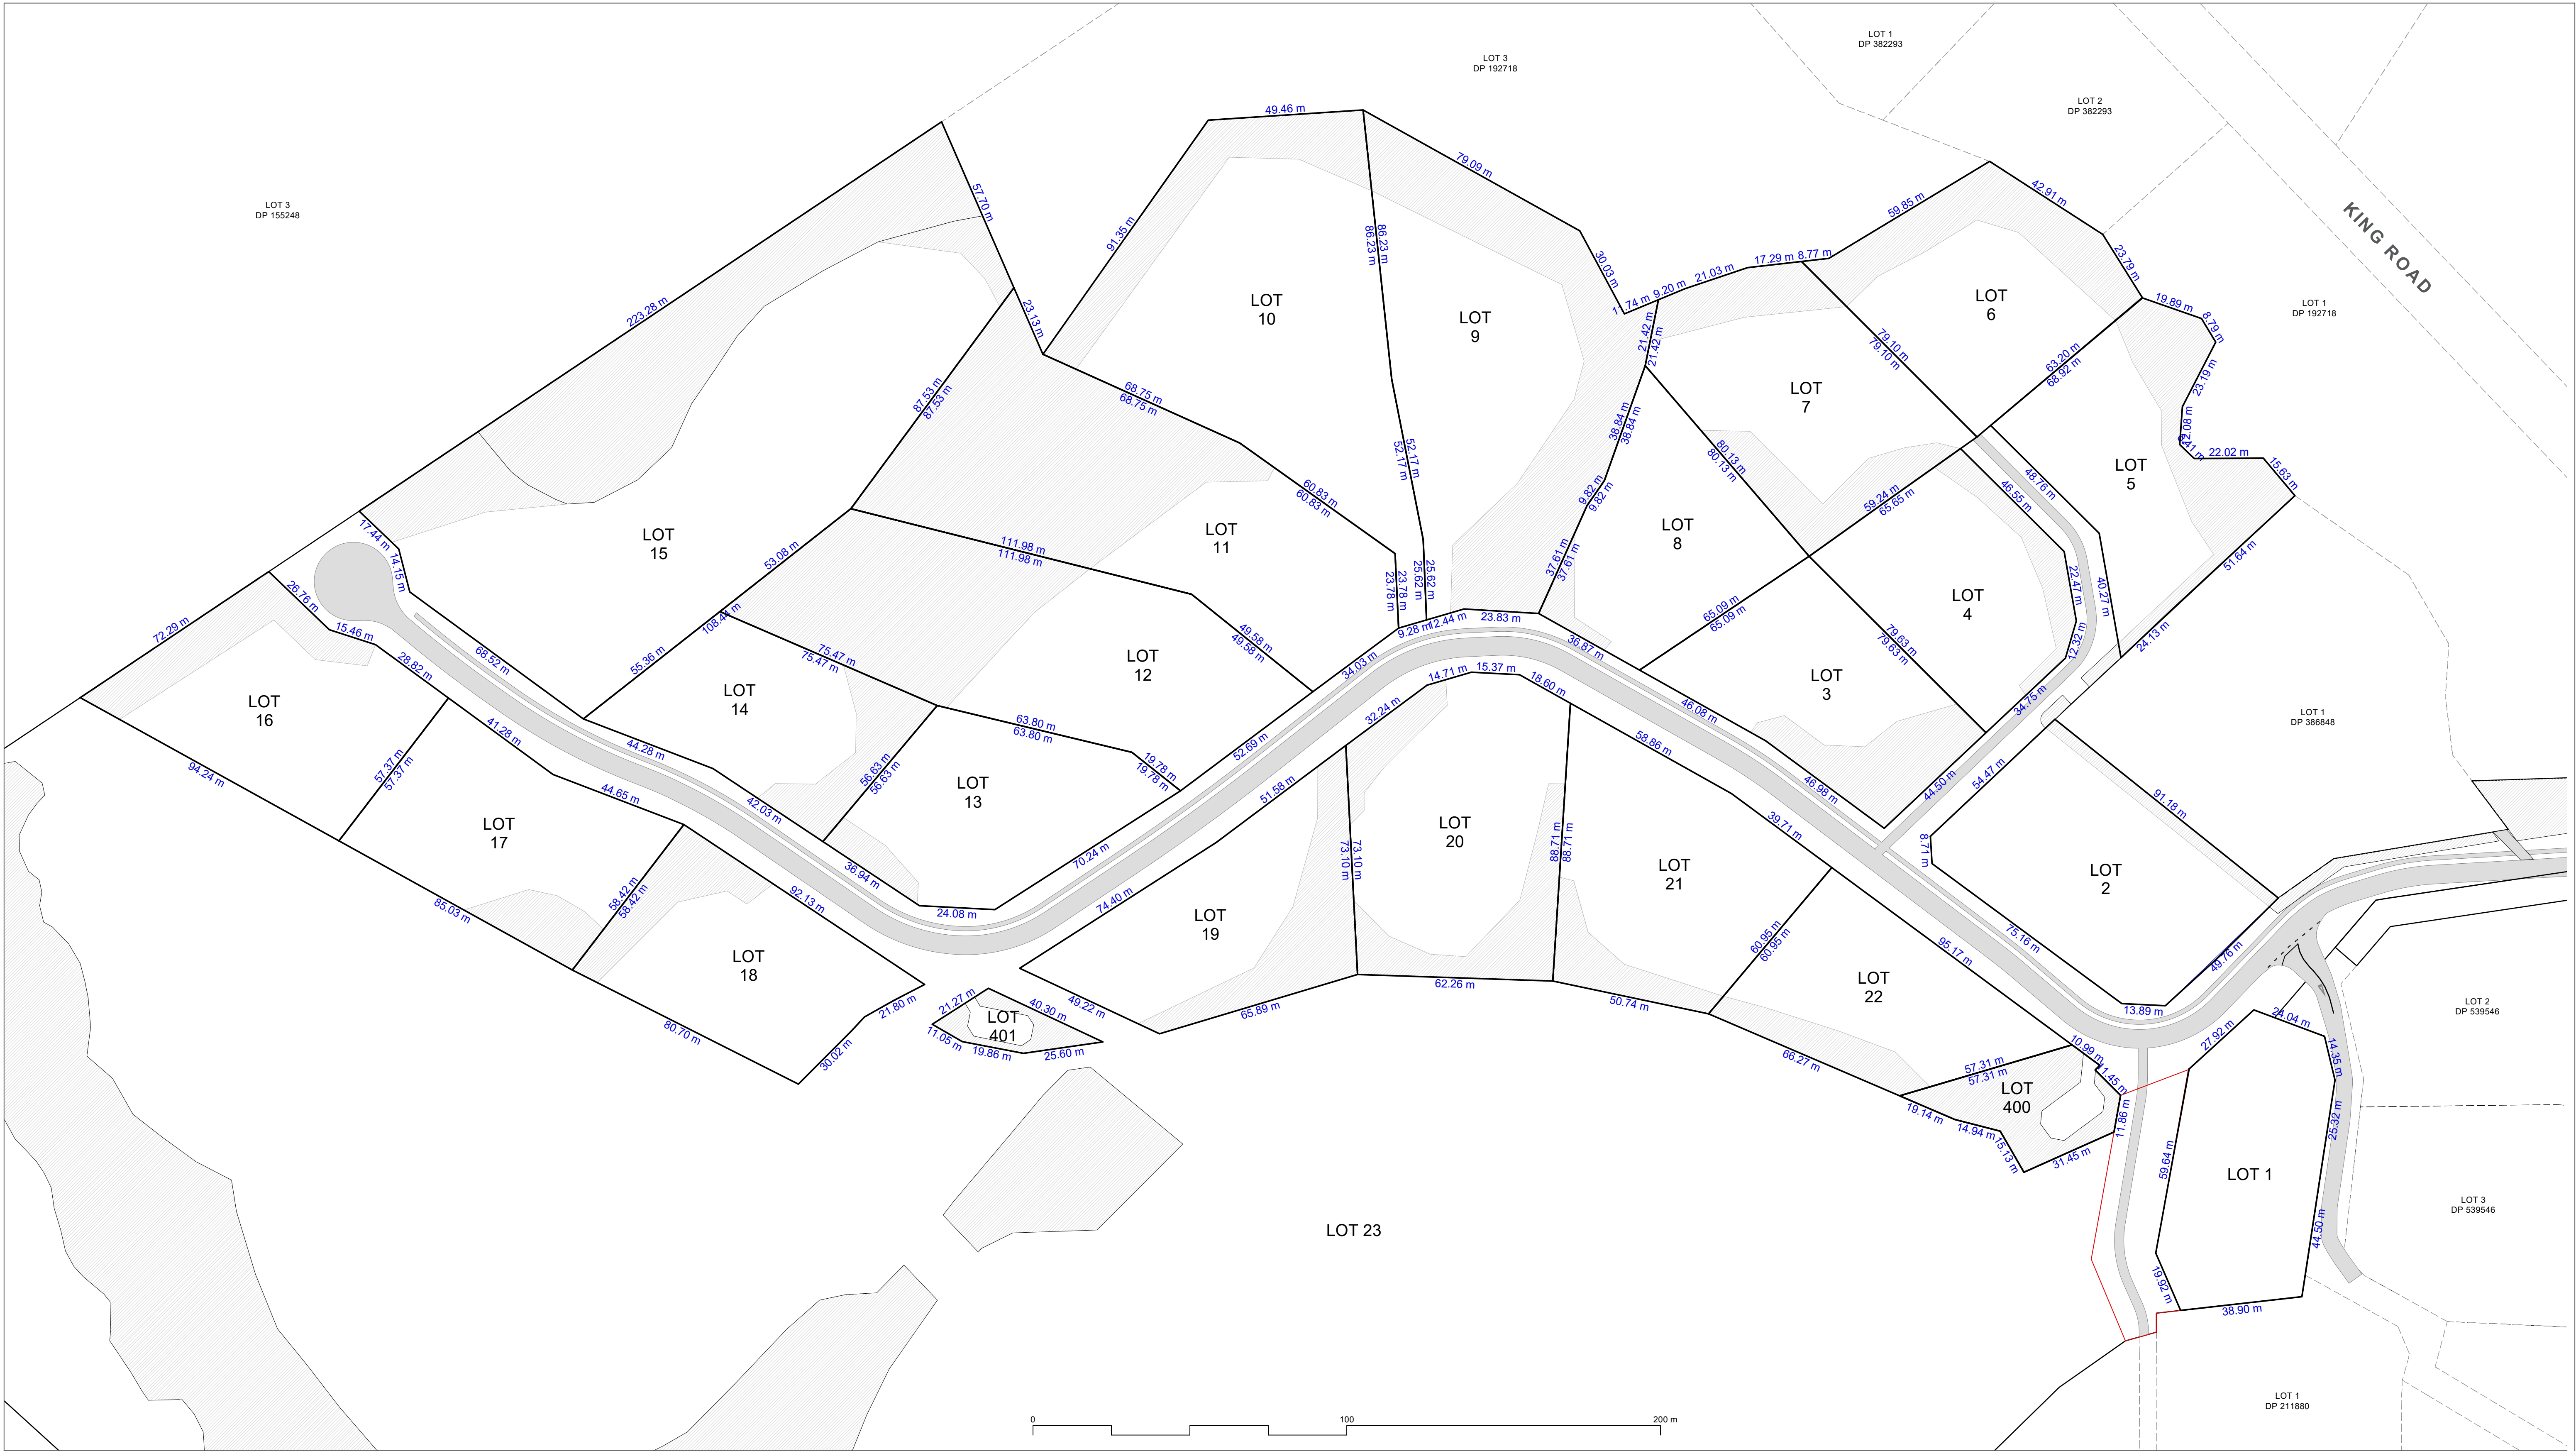 LOT 1
DP 382293
LOT 3
DP 192718
LOT 2
DP 382293
49.46 m
79.09 m
42.91 m
59.85 m
57.70 m
LOT 3
DP 155248
KING ROAD
91.35 m
86.23 m
86.23 m
30.03 m
23.79 m
17.29 m
8.77 m
21.03 m
9.20 m
11.74 m
19.89 m
8.79 m
LOT 1
DP 192718
223.28 m
23.13 m
LOT
10
LOT
9
LOT
6
21.42 m
21.42 m
79.10 m
79.10 m
63.20 m
68.92 m
23.19 m
87.53 m
87.53 m
68.75 m
68.75 m
LOT
7
38.84 m
38.84 m
12.08 m
22.02 m
15.63 m
52.17 m
52.17 m
80.13 m
80.13 m
LOT
5
60.83 m
60.83 m
9.82 m
9.82 m
59.24 m
65.65 m
46.55 m
48.76 m
17.44 m
14.15 m
LOT
15
53.08 m
111.98 m
111.98 m
LOT
11
LOT
8
37.61 m
37.61 m
51.64 m
26.76 m
15.46 m
72.29 m
28.82 m
68.52 m
55.36 m
108.44 m
23.78 m
23.78 m
25.62 m
25.62 m
9.28 m
12.44 m
23.83 m
36.87 m
65.09 m
65.09 m
LOT
4
22.47 m
40.27 m
12.32 m
24.13 m
79.63 m
79.63 m
49.58 m
49.58 m
75.47 m
75.47 m
LOT
12
34.03 m
14.71 m
15.37 m
18.60 m
LOT
16
LOT
14
LOT
3
34.75 m
LOT 1
DP 386848
41.28 m
44.28 m
63.80 m
63.80 m
32.24 m
46.08 m
58.86 m
52.69 m
94.24 m
57.37 m
57.37 m
44.65 m
42.03 m
56.63 m
56.63 m
19.78 m
19.78 m
LOT
13
51.58 m
46.98 m
44.50 m
54.47 m
91.18 m
LOT
17
36.94 m
70.24 m
73.10 m
73.10 m
LOT
20
88.71 m
88.71 m
LOT
21
39.71 m
8.71 m
LOT
2
85.03 m
58.42 m
58.42 m
92.13 m
24.08 m
74.40 m
LOT
19
60.95 m
60.95 m
95.17 m
75.16 m
49.76 m
LOT
18
62.26 m
50.74 m
LOT
22
13.89 m
LOT 2
DP 539546
80.70 m
21.80 m
30.02 m
21.27 m
LOT
401
40.30 m
11.05 m
19.86 m
25.60 m
49.22 m
65.89 m
66.27 m
10.99 m
11.45 m
27.92 m
24.04 m
14.35 m
57.31 m
57.31 m
LOT
400
19.14 m
14.94 m
15.13 m
31.45 m
11.86 m
25.32 m
59.64 m
LOT 1
LOT 3
DP 539546
LOT 23
44.50 m
19.92 m
38.90 m
LOT 1
DP 211880
0
100
200 m